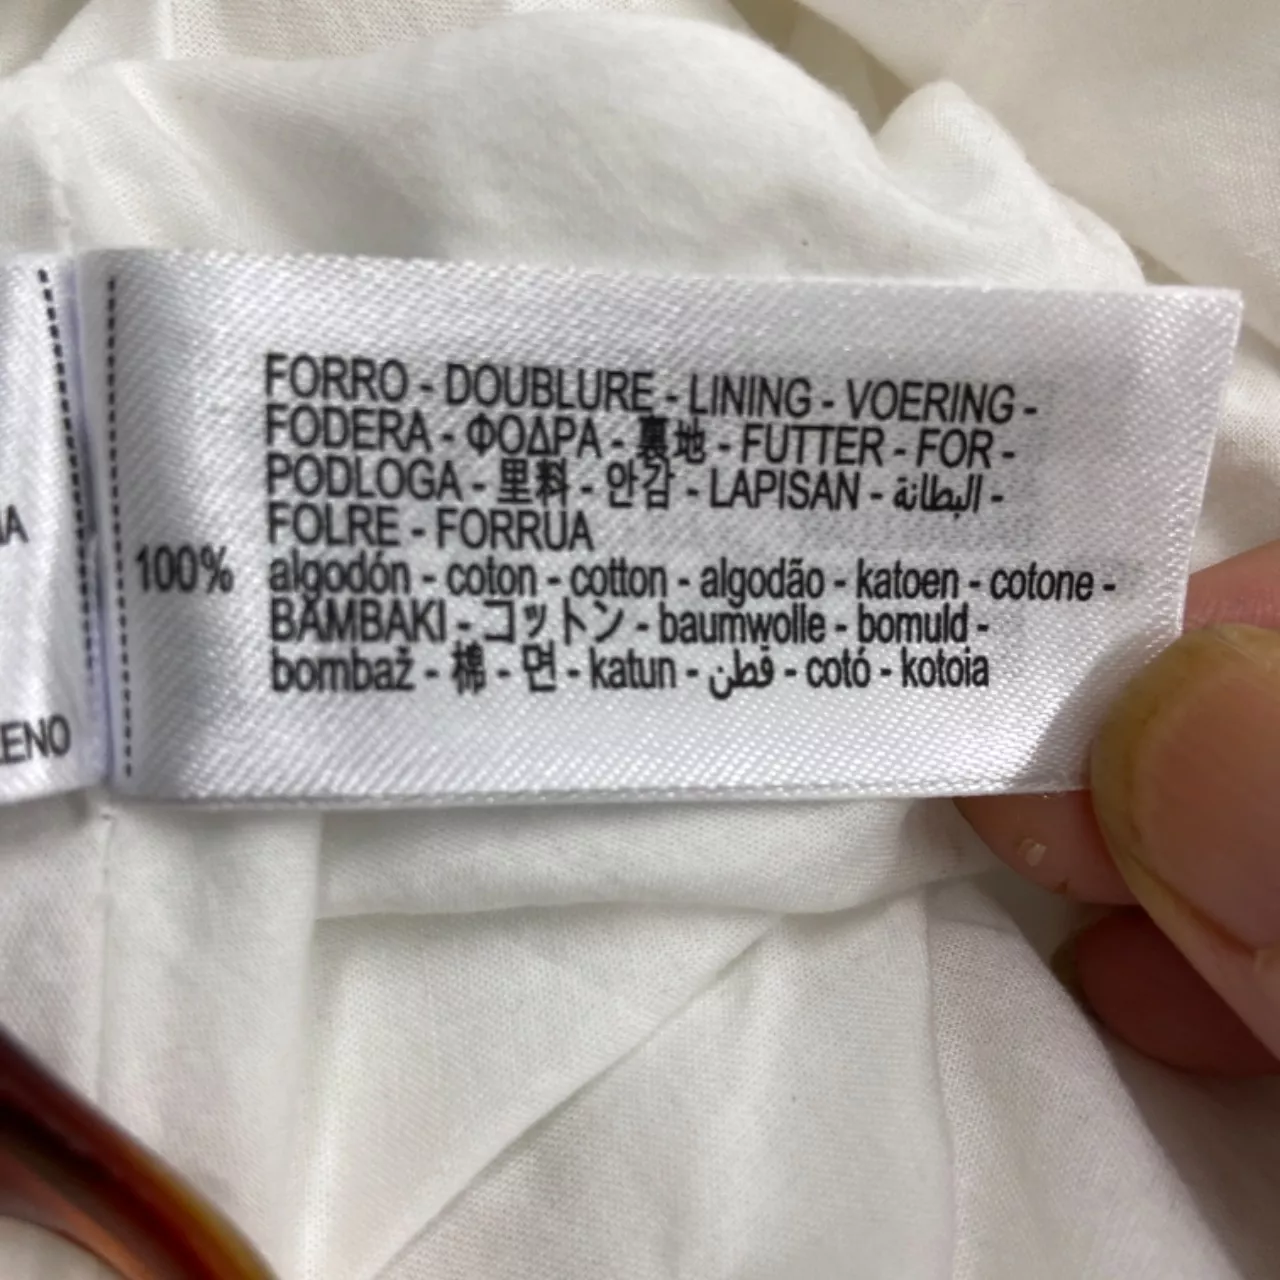 FORRO - DOUBLURE - LINING - VOERING -
FODERA - ΦΟΔΡΑ - 裏地 - FUTTER - FOR -
PODLOGA - 里料 - 안감 - LAPISAN - البطانة -
FOLRE - FORRUA
100% algodón - coton - cotton - algodão - katoen - cotone -
BAMBAKI - コットン - baumwolle - bomuld -
bombaž - 棉 - 면 - katun - قطن - cotó - kotoia